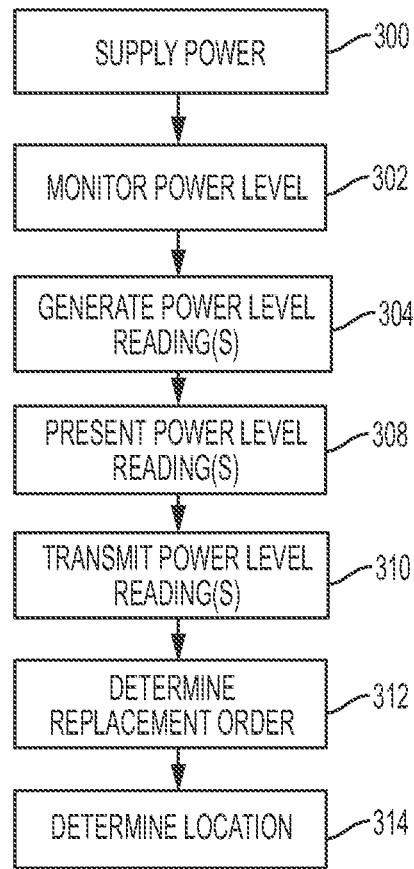 SUPPLY POWER
300
MONITOR POWER LEVEL
302
GENERATE POWER LEVEL
READING(S)
304
PRESENT POWER LEVEL
READING(S)
308
TRANSMIT POWER LEVEL
READING(S)
310
DETERMINE
REPLACEMENT ORDER
312
DETERMINE LOCATION
314